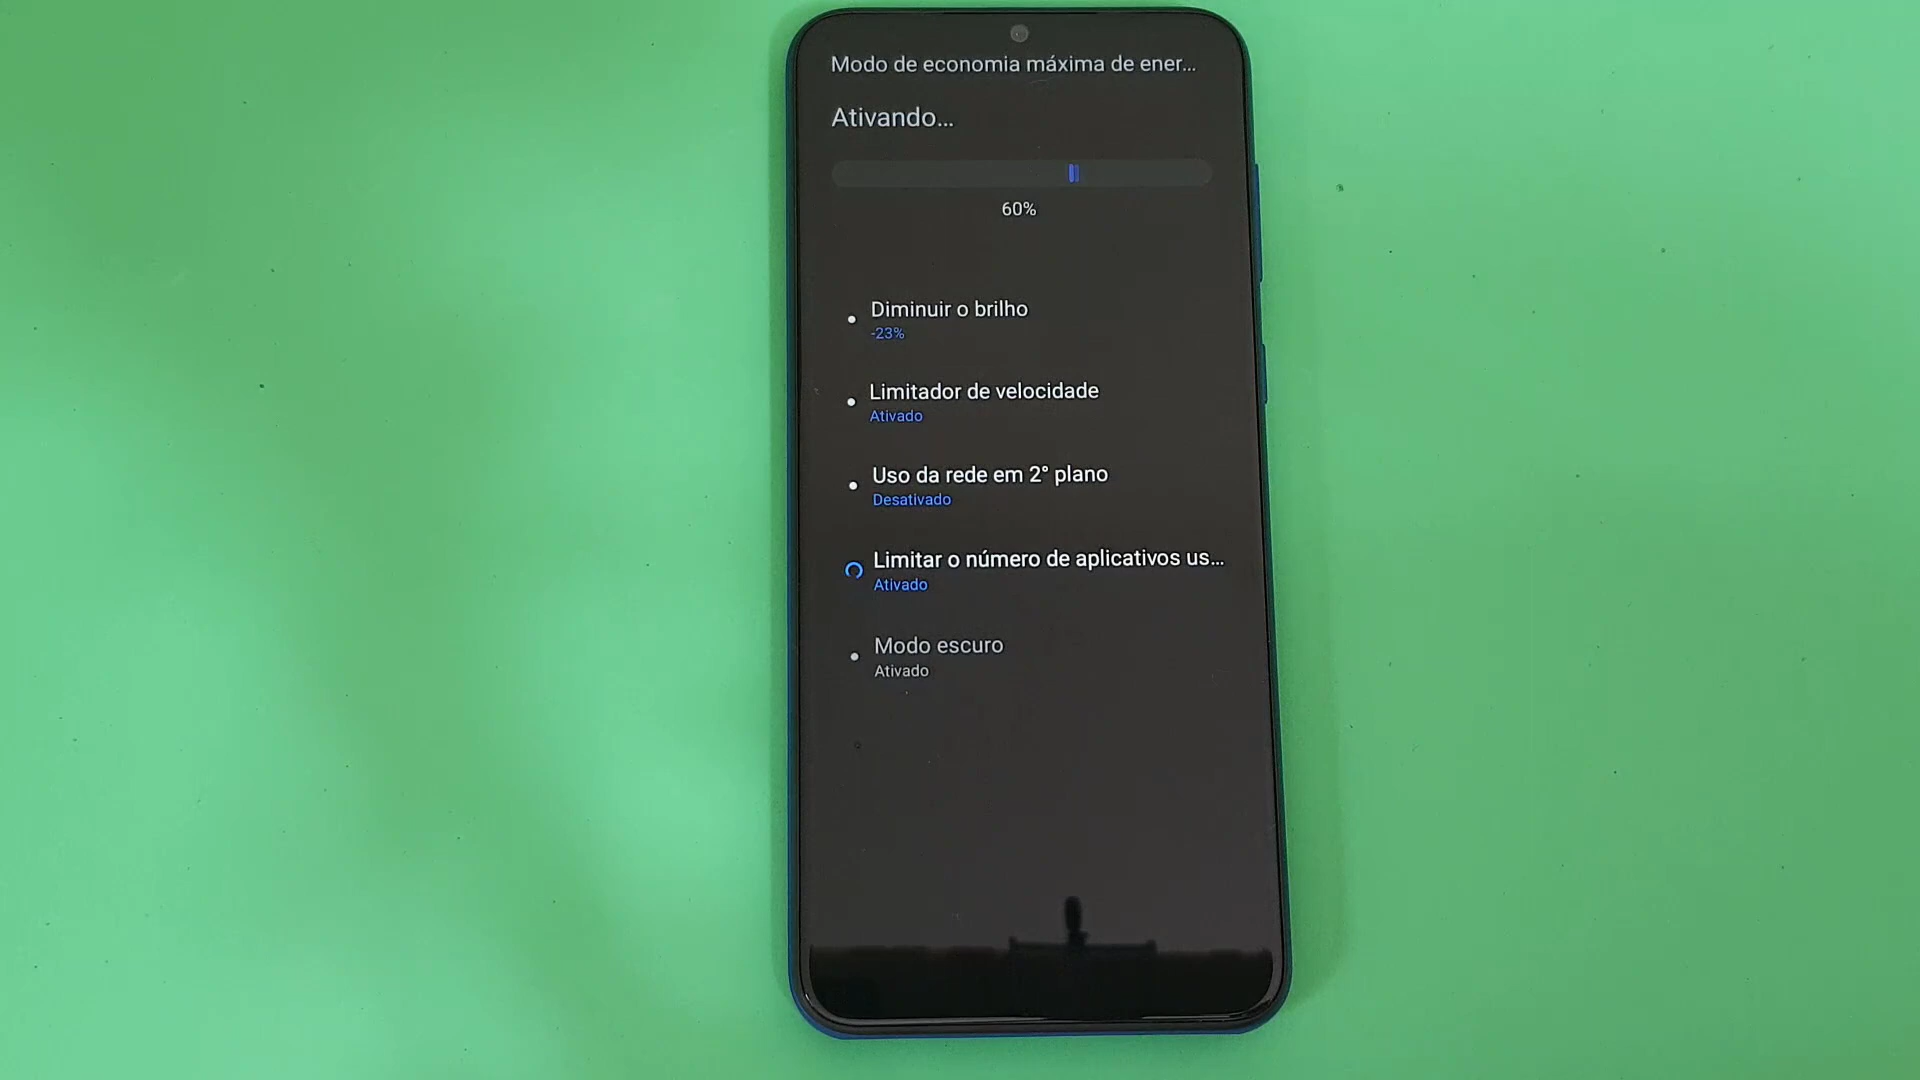 Modo de economia máxima de ener...
Ativando...
60%
Diminuir o brilho
-23%
Limitador de velocidade
Ativado
Uso da rede em 2° plano
Desativado
Limitar o número de aplicativos us...
Ativado
Modo escuro
Ativado